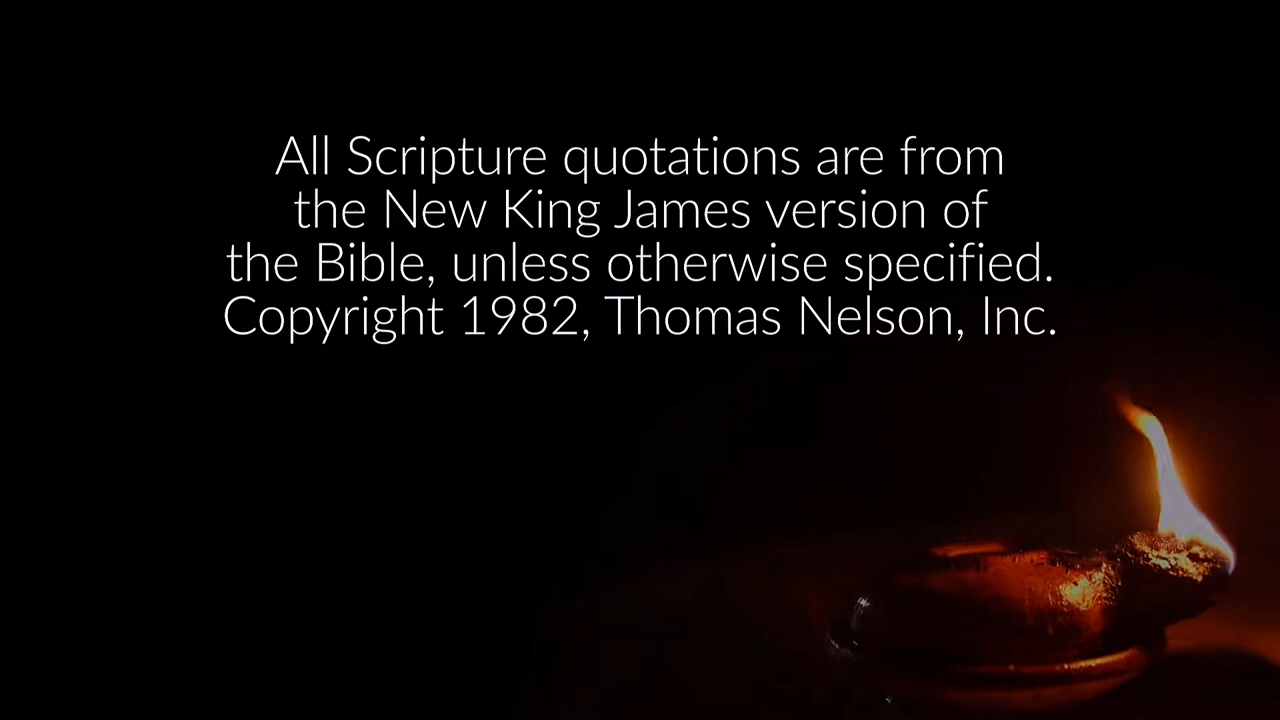 All Scripture quotations are from
the New King James version of
the Bible, unless otherwise specified.
Copyright 1982, Thomas Nelson, Inc.